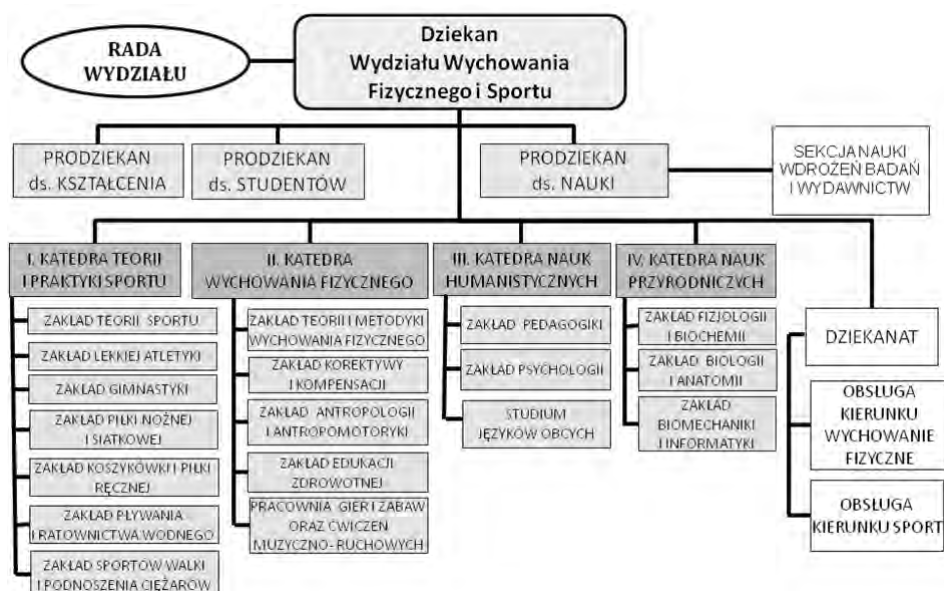 RADA
WYDZIAŁU
Dziekan
Wydziału Wychowania
Fizycznego i Sportu
PRODZIEKAN
ds. KSZTAŁCENIA
PRODZIEKAN
ds. STUDENTÓW
PRODZIEKAN
ds. NAUKI
SEKCJA NAUKI
WDROŻEŃ BADAŃ
I WYDAWNICTW
I. KATEDRA TEORII
I PRAKTYKI SPORTU
ZAKŁAD TEORII SPORTU
ZAKŁAD LEKKIEJ ATLETYKI
ZAKŁAD GIMNASTYKI
ZAKŁAD PIŁKI NOŻNEJ
I SIATKOWEJ
ZAKŁAD KOSZYKÓWKI I PIŁKI
RĘCZNEJ
ZAKŁAD PŁYWANIA
I RATOWNICTWA WODNEGO
ZAKŁAD SPORTÓW WALKI
I PODNOSZENIA CIĘŻARÓW
II. KATEDRA
WYCHOWANIA FIZYCZNEGO
ZAKŁAD TEORII I METODYKI
WYCHOWANIA FIZYCZNEGO
ZAKŁAD KOREKTYWY
I KOMPENSACJI
ZAKŁAD ANTROPOLOGII
I ANTROPOMOTORYKI
ZAKŁAD EDUKACJI
ZDROWOTNEJ
PRACOWNIA GIER I ZABAW
ORAZ ĆWICZEŃ
MUZYCZNO- RUCHOWYCH
III. KATEDRA NAUK
HUMANISTYCZNYCH
ZAKŁAD PEDAGOGIKI
ZAKŁAD PSYCHOLOGII
STUDIUM
JĘZYKÓW OBCYCH
IV. KATEDRA NAUK
PRZYRODNICZYCH
ZAKŁAD FIZJOLOGII
I BIOCHEMII
ZAKŁAD BIOLOGII
I ANATOMII
ZAKŁAD
BIOMECHANIKI
I INFORMATYKI
DZIEKANAT
OBSŁUGA
KIERUNKU
WYCHOWANIE
FIZYCZNE
OBSŁUGA
KIERUNKU SPORT